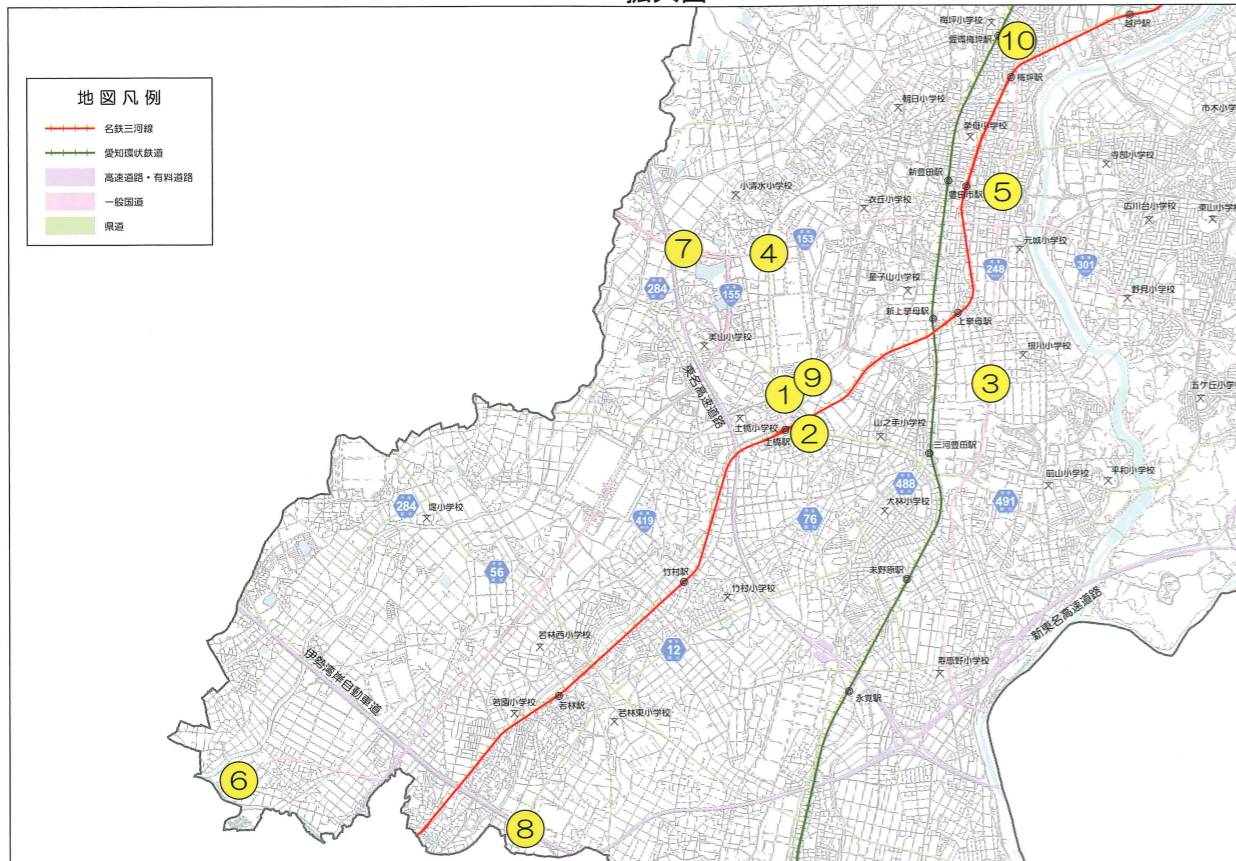 拡大図
地図凡例
名鉄三河線
愛知環状鉄道
高速道路・有料道路
一般国道
県道
梅坪小学校
越戸駅
愛環梅坪駅
10
梅坪駅
朝日小学校
市木小学
挙母小学校
寺部小学校
新豊田駅
小清水小学校
豊田市駅
5
衣丘小学校
広川台小学校
東山小学校
7
4
153
元城小学校
248
301
284
155
童子山小学校
野見小学校
新上挙母駅
上挙母駅
美山小学校
根川小学校
東名高速道路
9
1
3
五ケ丘小学校
土橋小学校
土橋駅
2
山之手小学校
三河豊田駅
前山小学校
平和小学校
488
284
大林小学校
491
堤小学校
419
76
56
竹村駅
末野原駅
竹村小学校
新東名高速道路
若林西小学校
12
伊勢湾岸自動車道
寿恵野小学校
若園小学校
若林駅
永覚駅
若林東小学校
6
8